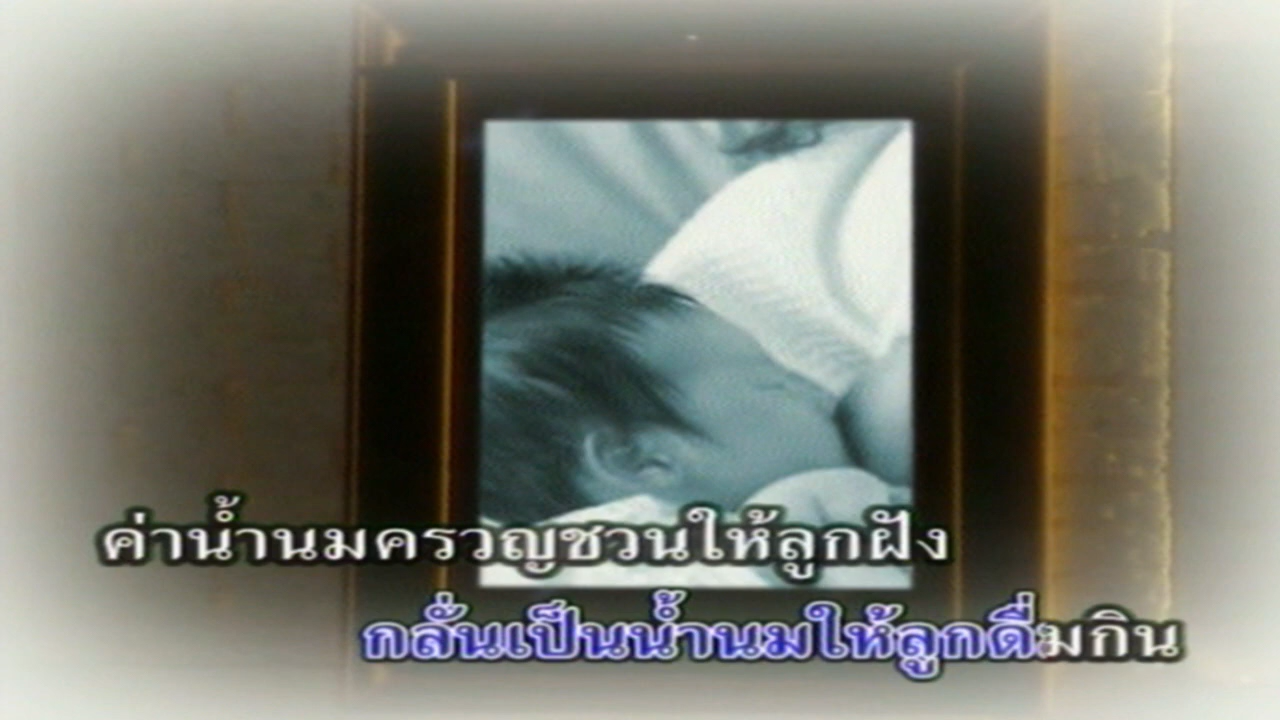 ค่าน้ำนมครวญชวนให้ลูกฝัง
กลั่นเป็นน้ำนมให้ลูกดื่มกิน